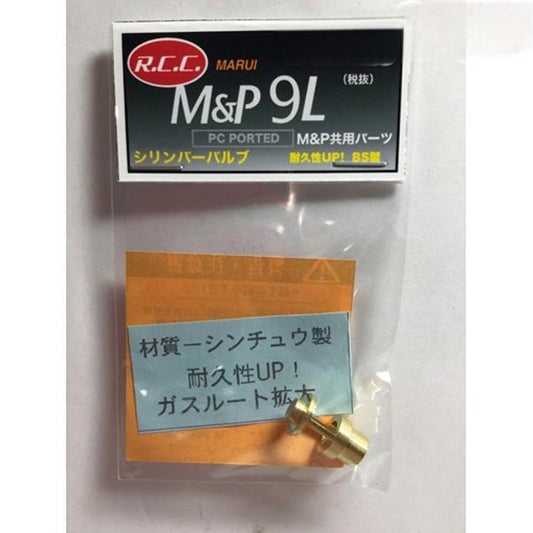 R.C.C. MARUI
(税抜)
M&P 9L
PC PORTED M&P共用パーツ
シリンバーバルブ 耐久性UP! BS製
材質ーシンチュウ製
耐久性UP!
ガスルート拡大